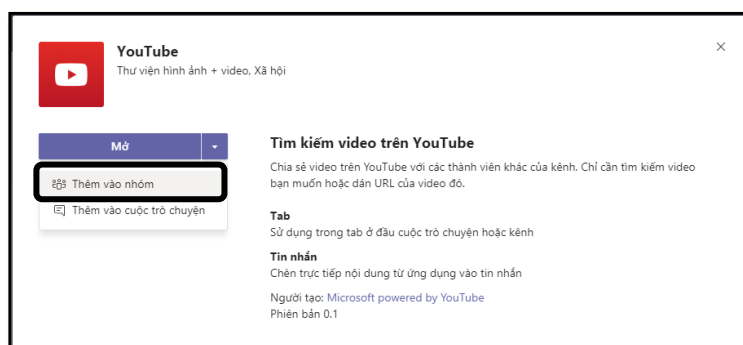 YouTube
Thư viện hình ảnh + video, Xã hội
Mở
Thêm vào nhóm
Thêm vào cuộc trò chuyện
Tìm kiếm video trên YouTube
Chia sẻ video trên YouTube với các thành viên khác của kênh. Chỉ cần tìm kiếm video
bạn muốn hoặc dán URL của video đó.
Tab
Sử dụng trong tab ở đầu cuộc trò chuyện hoặc kênh
Tin nhắn
Chèn trực tiếp nội dung từ ứng dụng vào tin nhắn
Người tạo: Microsoft powered by YouTube
Phiên bản 0.1